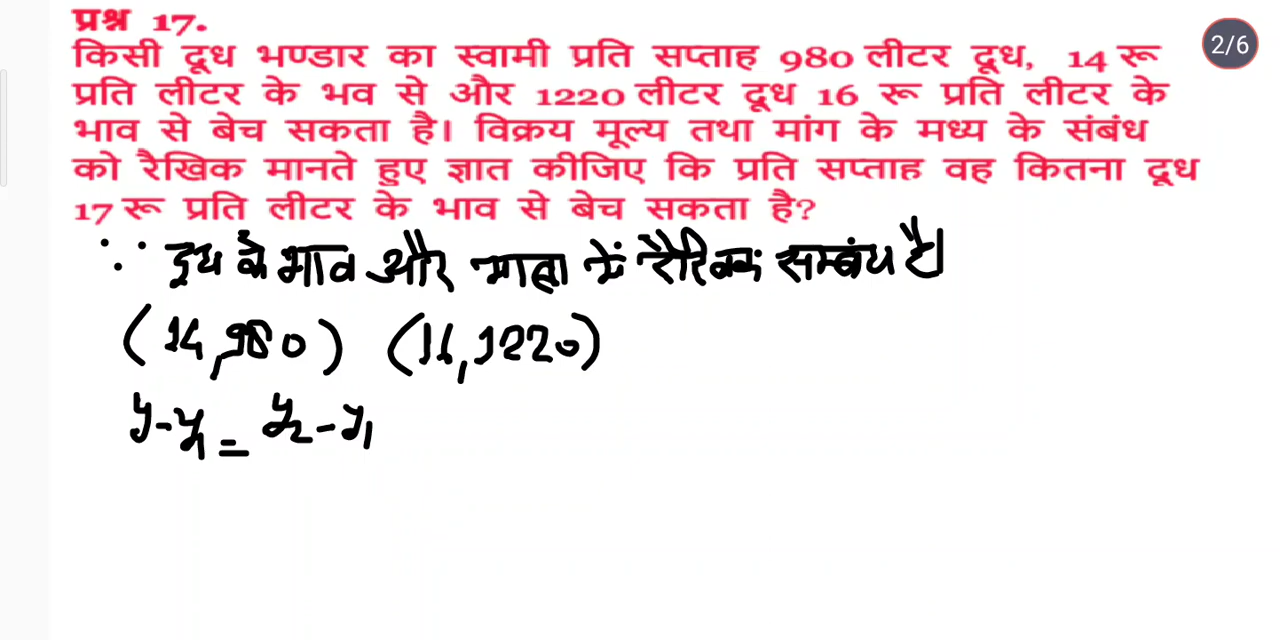 प्रश्न 17.
2/6
किसी दूध भण्डार का स्वामी प्रति सप्ताह 980 लीटर दूध, 14 रू
प्रति लीटर के भव से और 1220 लीटर दूध 16 रू प्रति लीटर के
भाव से बेच सकता है। विक्रय मूल्य तथा मांग के मध्य के संबंध
को रैखिक मानते हुए ज्ञात कीजिए कि प्रति सप्ताह वह कितना दूध
17 रू प्रति लीटर के भाव से बेच सकता है?
∵ दूध के भाव और में रैखिक सम्बंध है।
(14,980) (16,1220)
y-y₁ = y₂-y₁